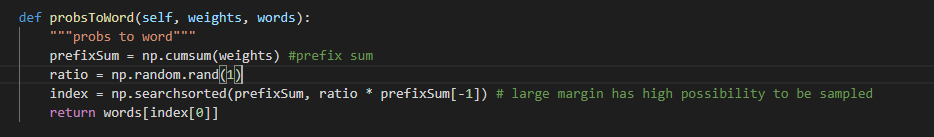 def probsToWord(self, weights, words):
    """probs to word"""
    prefixSum = np.cumsum(weights) #prefix sum
    ratio = np.random.rand(1)
    index = np.searchsorted(prefixSum, ratio * prefixSum[-1]) # large margin has high possibility to be sampled
    return words[index[0]]